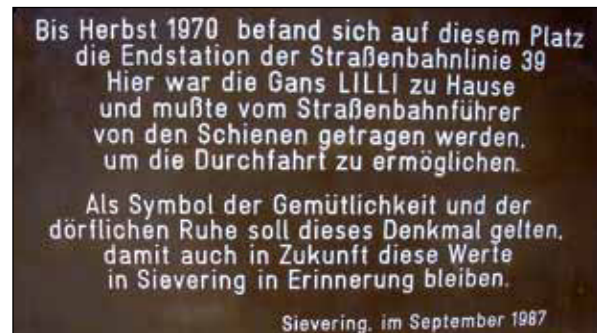 Bis Herbst 1970 befand sich auf diesem Platz
die Endstation der Straßenbahnlinie 39
Hier war die Gans LILLI zu Hause
und mußte vom Straßenbahnführer
von den Schienen getragen werden,
um die Durchfahrt zu ermöglichen.
Als Symbol der Gemütlichkeit und der
dörflichen Ruhe soll dieses Denkmal gelten,
damit auch in Zukunft diese Werte
in Sievering in Erinnerung bleiben.
Sievering, im September 1987